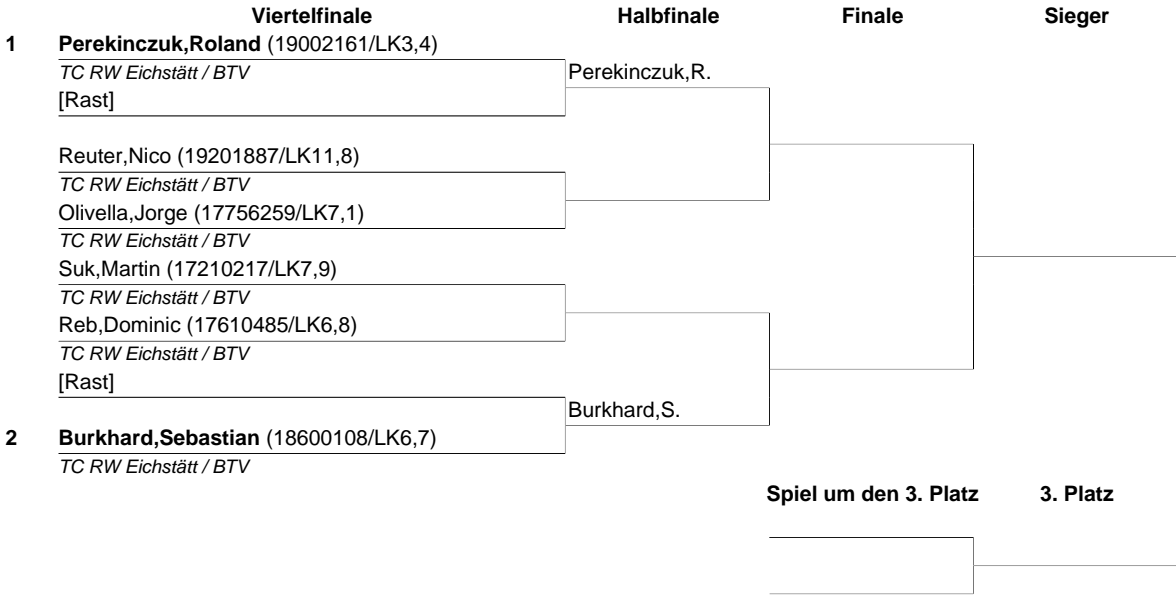 Viertelfinale Halbfinale Finale Sieger
1 Perekinczuk,Roland (19002161/LK3,4)
TC RW Eichstätt / BTV Perekinczuk,R.
[Rast]
Reuter,Nico (19201887/LK11,8)
TC RW Eichstätt / BTV
Olivella,Jorge (17756259/LK7,1)
TC RW Eichstätt / BTV
Suk,Martin (17210217/LK7,9)
TC RW Eichstätt / BTV
Reb,Dominic (17610485/LK6,8)
TC RW Eichstätt / BTV
[Rast]
Burkhard,S.
2 Burkhard,Sebastian (18600108/LK6,7)
TC RW Eichstätt / BTV
Spiel um den 3. Platz 3. Platz